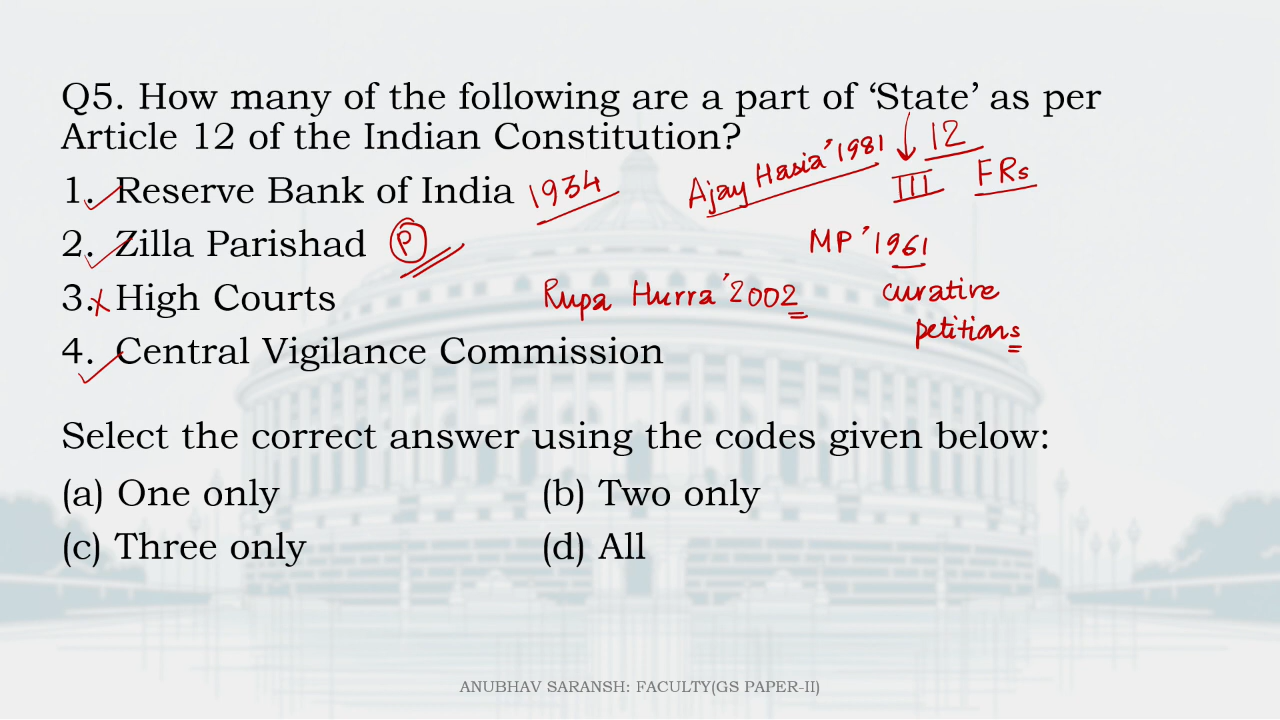 Q5. How many of the following are a part of ‘State’ as per
Article 12 of the Indian Constitution?
12
Ajay Hasia'1981
III FRs
1. Reserve Bank of India 1934
2. Zilla Parishad P
MP '1961
3. High Courts
Rupa Hurra '2002
curative
petitions
4. Central Vigilance Commission
Select the correct answer using the codes given below:
(a) One only (b) Two only
(c) Three only (d) All
ANUBHAV SARANSH: FACULTY(GS PAPER-II)